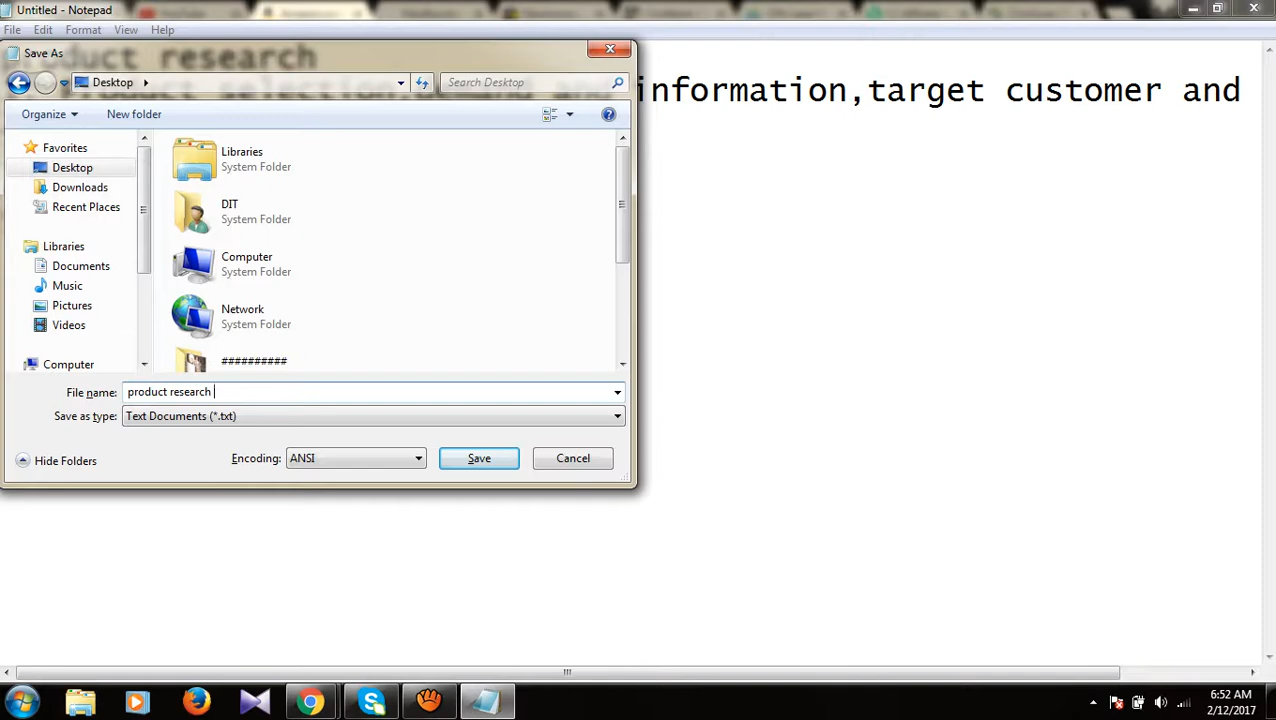 Untitled - Notepad
File Edit Format View Help
Save As
research
Desktop
Search Desktop
information,target customer and
Organize New folder
Favorites
Desktop
Downloads
Recent Places
Libraries
Documents
Music
Pictures
Videos
Computer
Libraries
System Folder
DIT
System Folder
Computer
System Folder
Network
System Folder
##########
File name: product research
Save as type: Text Documents (*.txt)
Hide Folders
Encoding: ANSI
Save Cancel
6:52 AM
2/12/2017